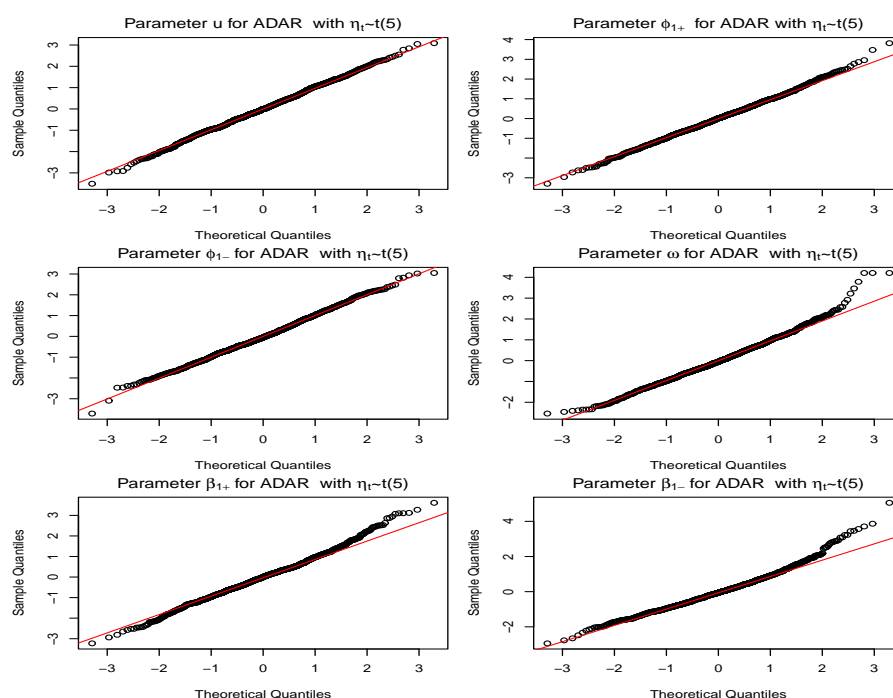 Parameter u for ADAR with ηt~t(5)
Sample Quantiles
3
2
1
0
−1
−3
−3 −2 −1 0 1 2 3
Theoretical Quantiles
Parameter ϕ1+ for ADAR with ηt~t(5)
Sample Quantiles
4
3
2
1
0
−1
−3
−3 −2 −1 0 1 2 3
Theoretical Quantiles
Parameter ϕ1− for ADAR with ηt~t(5)
Sample Quantiles
3
2
1
0
−1
−3
−3 −2 −1 0 1 2 3
Theoretical Quantiles
Parameter ω for ADAR with ηt~t(5)
Sample Quantiles
4
3
2
1
0
−2
−3 −2 −1 0 1 2 3
Theoretical Quantiles
Parameter β1+ for ADAR with ηt~t(5)
Sample Quantiles
3
2
1
0
−1
−3
−3 −2 −1 0 1 2 3
Theoretical Quantiles
Parameter β1− for ADAR with ηt~t(5)
Sample Quantiles
4
2
0
−2
−3 −2 −1 0 1 2 3
Theoretical Quantiles